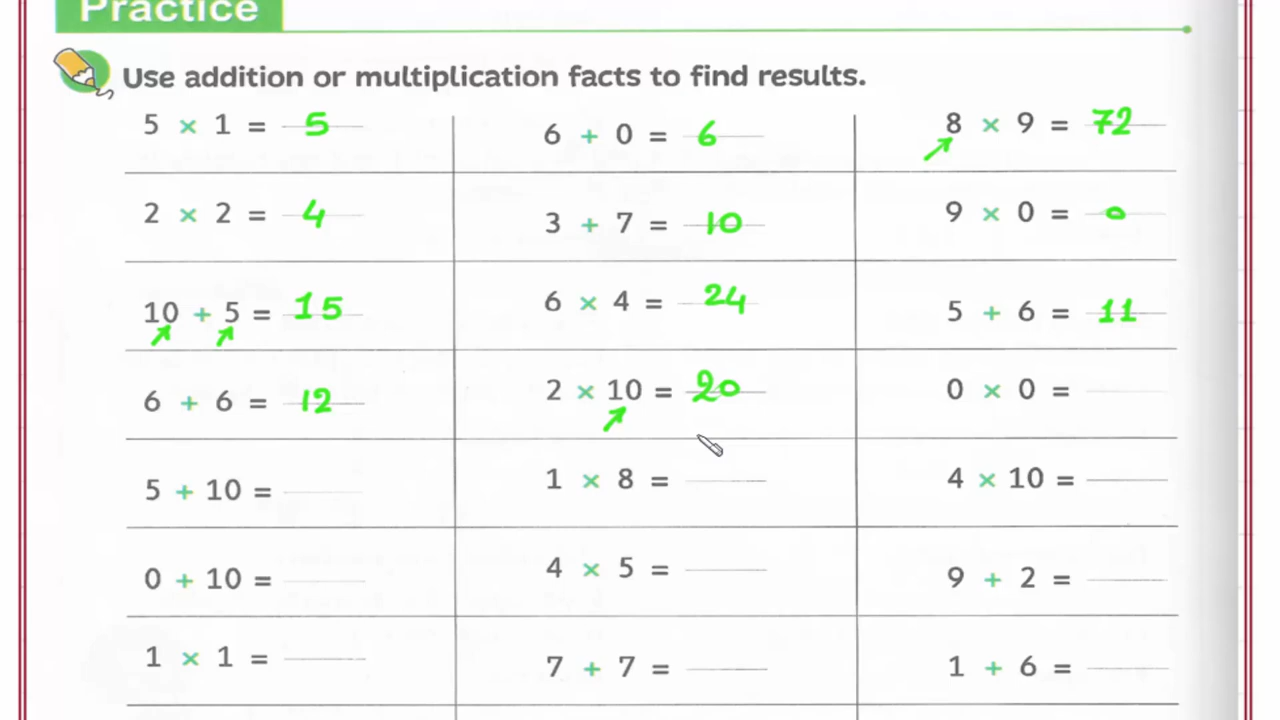 Practice
Use addition or multiplication facts to find results.
5 × 1 = 5
6 + 0 = 6
8 × 9 = 72
2 × 2 = 4
3 + 7 = 10
9 × 0 = 0
10 + 5 = 15
6 × 4 = 24
5 + 6 = 11
6 + 6 = 12
2 × 10 = 20
0 × 0 =
5 + 10 =
1 × 8 =
4 × 10 =
0 + 10 =
4 × 5 =
9 + 2 =
1 × 1 =
7 + 7 =
1 + 6 =